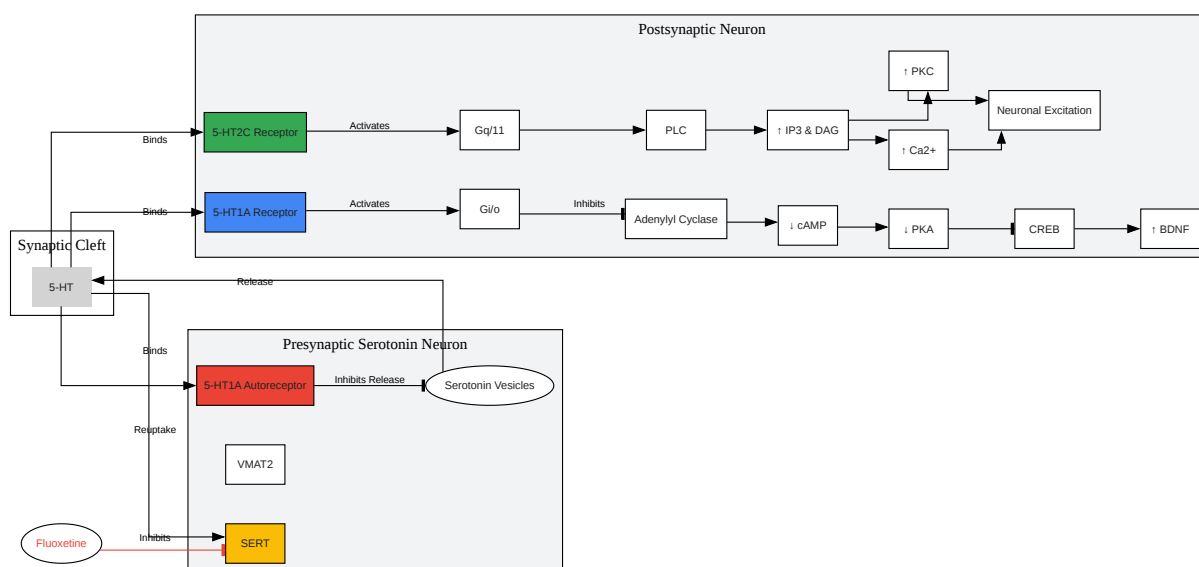 Postsynaptic Neuron
↑ PKC
Neuronal Excitation
Binds
5-HT2C Receptor
Activates
Gq/11
PLC
↑ IP3 & DAG
↑ Ca2+
Binds
5-HT1A Receptor
Activates
Gi/o
Inhibits
Adenylyl Cyclase
↓ cAMP
↓ PKA
CREB
↑ BDNF
Synaptic Cleft
5-HT
Release
Presynaptic Serotonin Neuron
Binds
5-HT1A Autoreceptor
Inhibits Release
Serotonin Vesicles
Reuptake
VMAT2
Fluoxetine
Inhibits
SERT